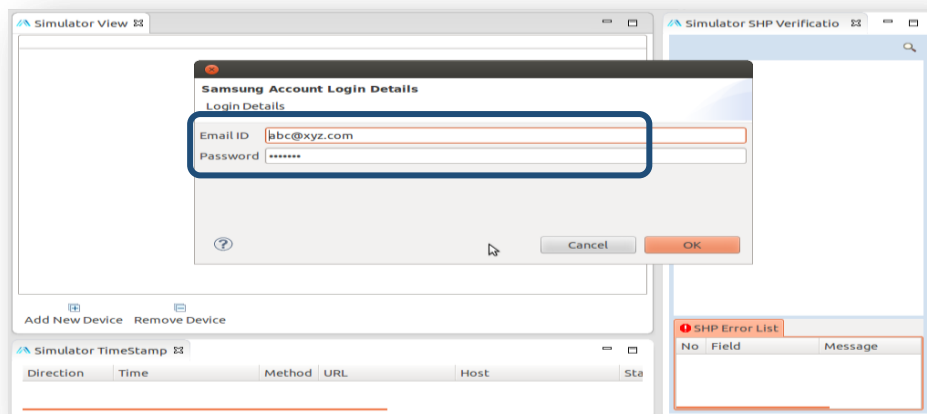 Simulator View
Simulator SHP Verificatio
Samsung Account Login Details
Login Details
Email ID abc@xyz.com
Password •••••••
Cancel OK
Add New Device Remove Device
SHP Error List
No Field Message
Simulator TimeStamp
Direction Time Method URL Host Sta